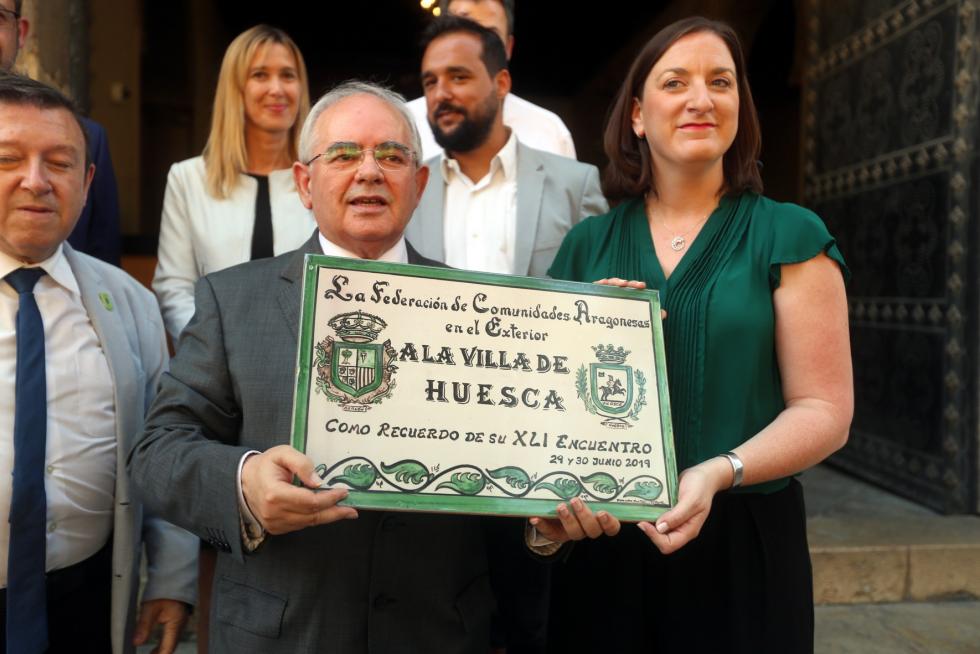 La Federación de Comunidades Aragonesas
en el Exterior
A LA VILLA DE
HUESCA
COMO RECUERDO DE SU XLI ENCUENTRO
29 y 30 JUNIO 2019